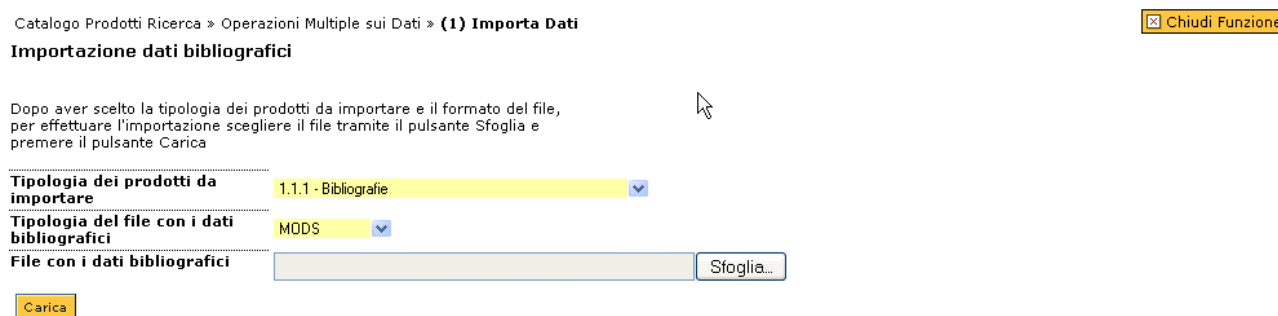 Catalogo Prodotti Ricerca » Operazioni Multiple sui Dati » (1) Importa Dati
Chiudi Funzione
Importazione dati bibliografici
Dopo aver scelto la tipologia dei prodotti da importare e il formato del file,
per effettuare l'importazione scegliere il file tramite il pulsante Sfoglia e
premere il pulsante Carica
Tipologia dei prodotti da
importare
1.1.1 - Bibliografie
Tipologia del file con i dati
bibliografici
MODS
File con i dati bibliografici
Sfoglia...
Carica